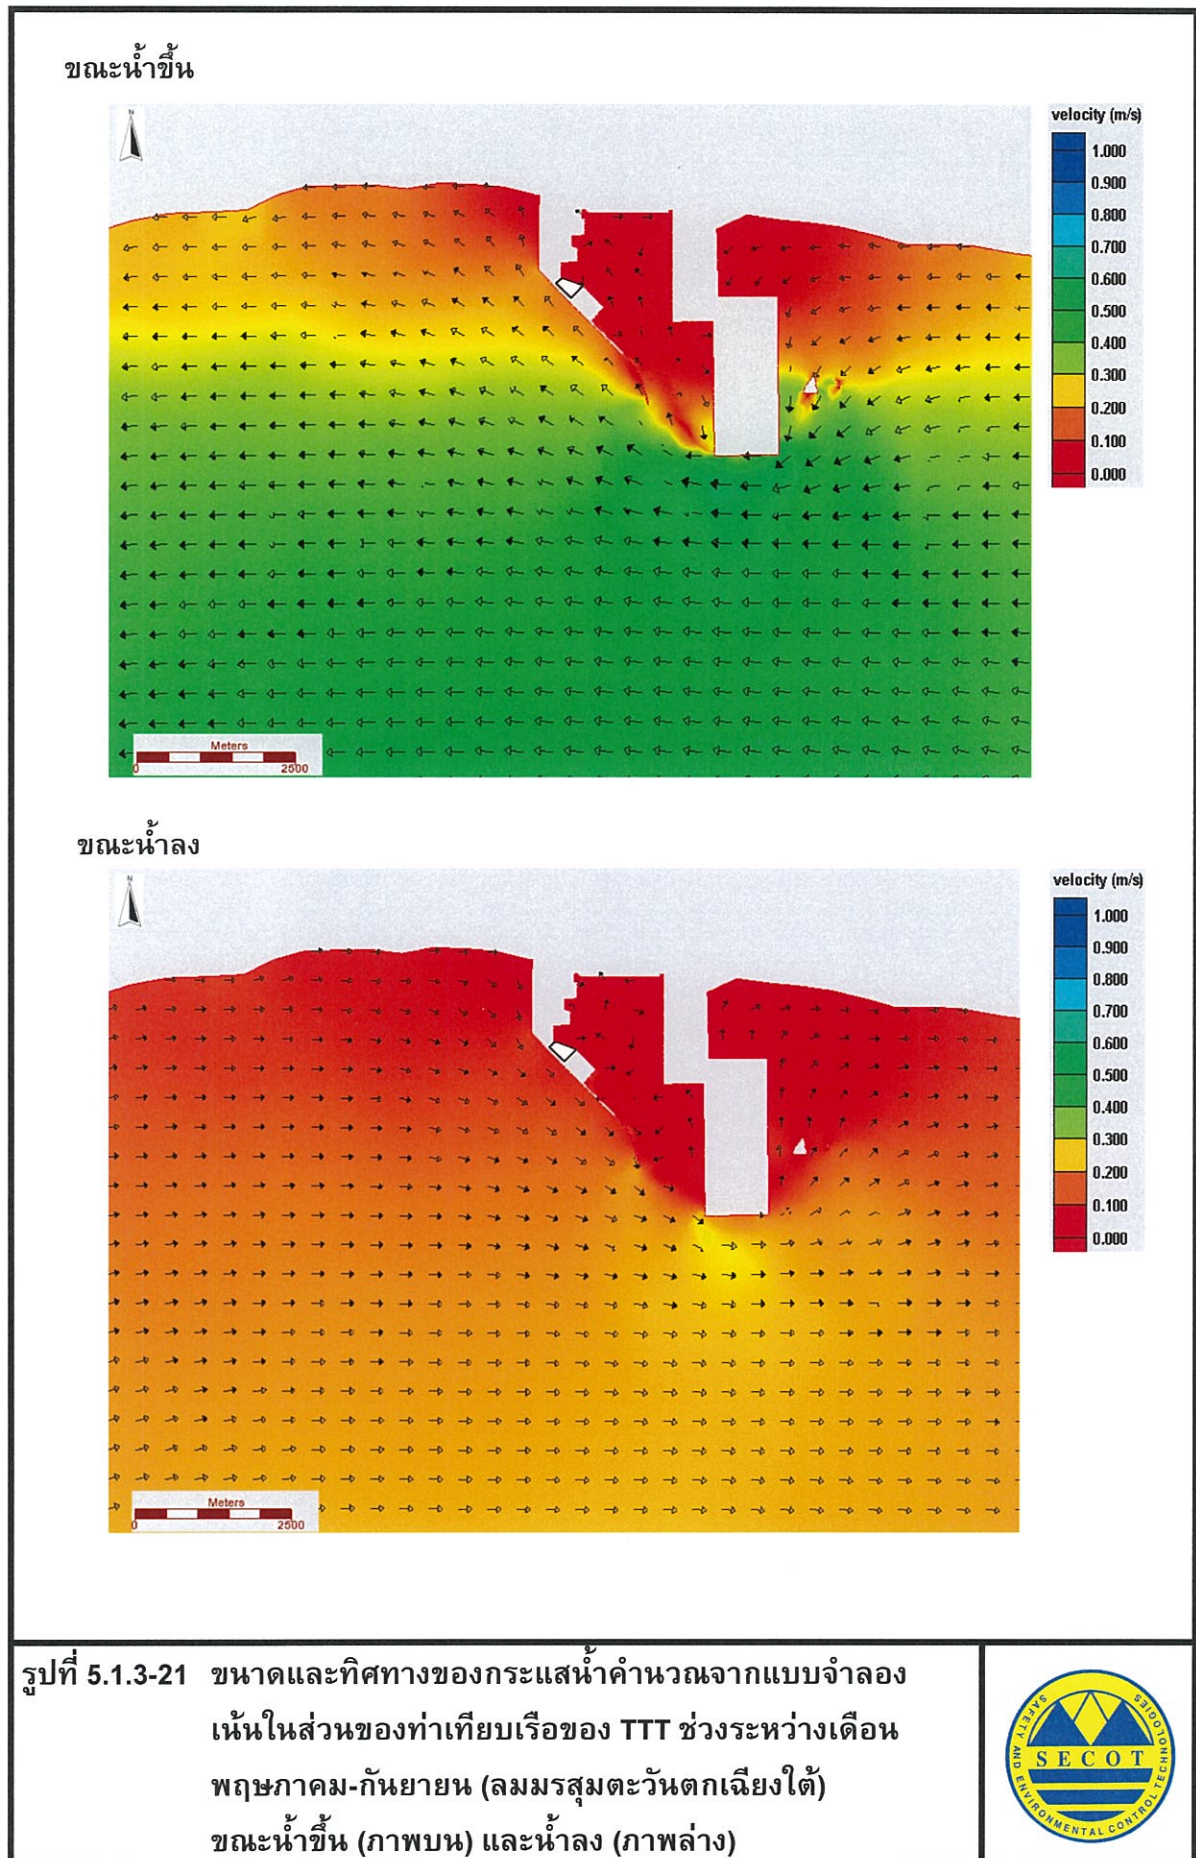 ขณะน้ำขึ้น
N
velocity (m/s)
1.000
0.900
0.800
0.700
0.600
0.500
0.400
0.300
0.200
0.100
0.000
Meters
0 2500
ขณะน้ำลง
N
velocity (m/s)
1.000
0.900
0.800
0.700
0.600
0.500
0.400
0.300
0.200
0.100
0.000
Meters
0 2500
รูปที่ 5.1.3-21 ขนาดและทิศทางของกระแสน้ำคำนวณจากแบบจำลอง
เน้นในส่วนของท่าเทียบเรือของ TTT ช่วงระหว่างเดือน
พฤษภาคม-กันยายน (ลมมรสุมตะวันตกเฉียงใต้)
ขณะน้ำขึ้น (ภาพบน) และน้ำลง (ภาพล่าง)
SECOT
SAFETY AND ENVIRONMENTAL CONTROL TECHNOLOGIES